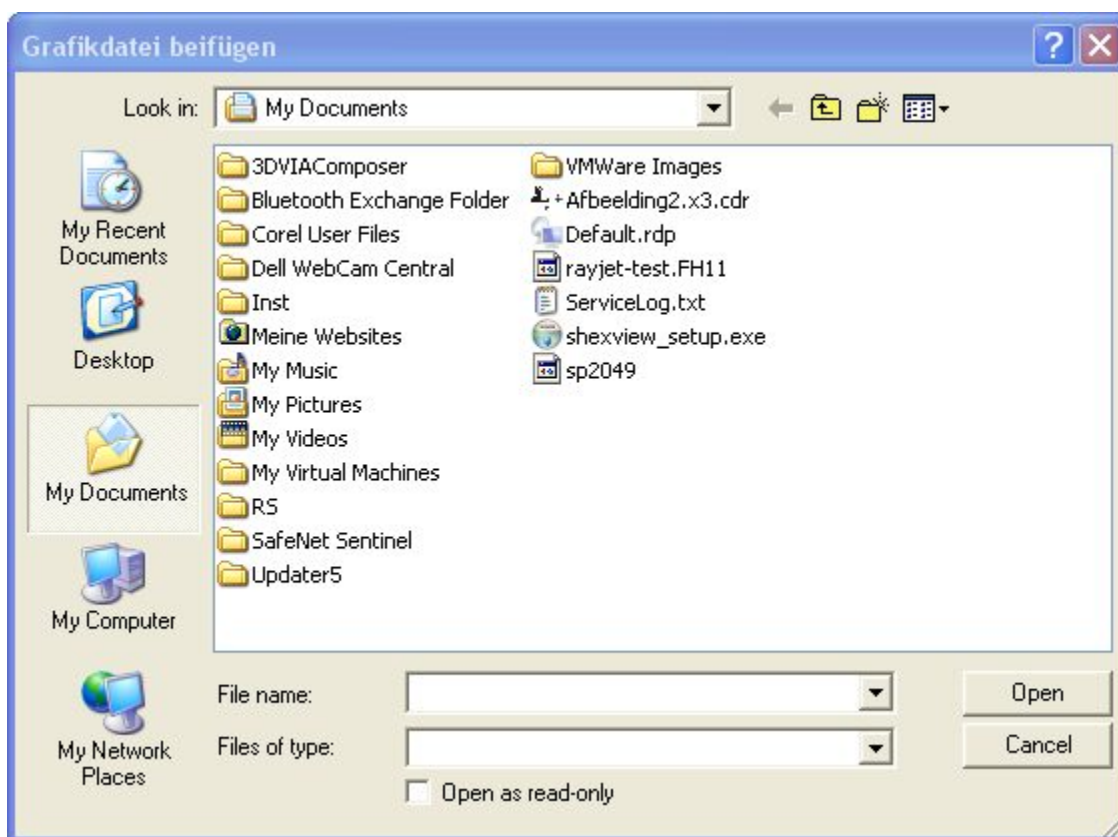 Grafikdatei beifügen
Look in:
My Documents
My Recent
Documents
Desktop
My Documents
My Computer
My Network
Places
3DVIAComposer
Bluetooth Exchange Folder
Corel User Files
Dell WebCam Central
Inst
Meine Websites
My Music
My Pictures
My Videos
My Virtual Machines
RS
SafeNet Sentinel
Updater5
VMWare Images
Afbeelding2.x3.cdr
Default.rdp
rayjet-test.FH11
ServiceLog.txt
shexview_setup.exe
sp2049
File name:
Open
Files of type:
Cancel
Open as read-only